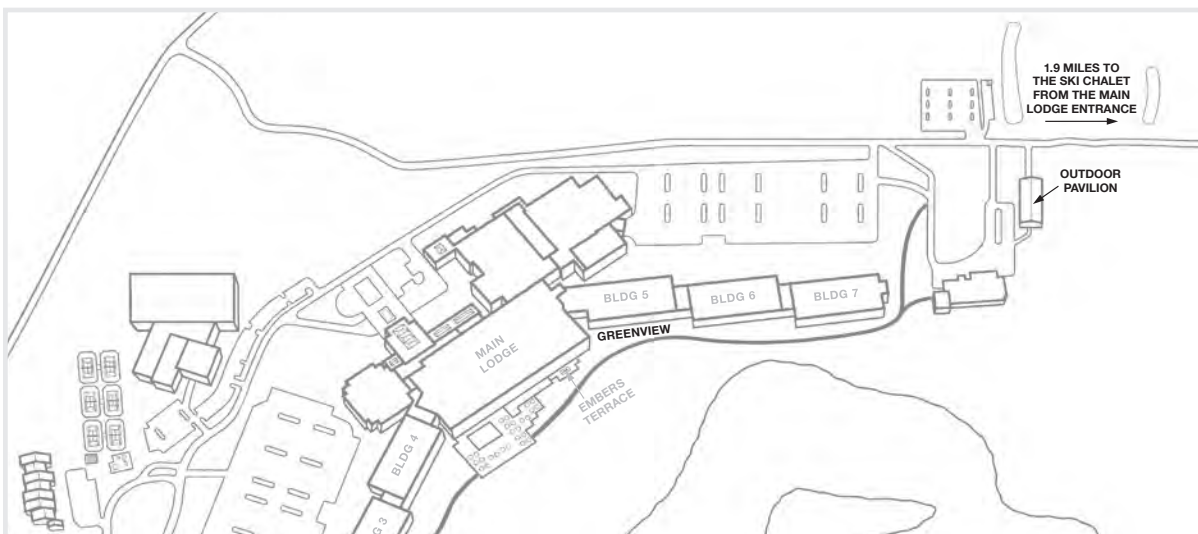 1.9 MILES TO
THE SKI CHALET
FROM THE MAIN
LODGE ENTRANCE
OUTDOOR
PAVILION
BLDG 5
BLDG 6
BLDG 7
GREENVIEW
MAIN
LODGE
EMBERS
TERRACE
BLDG 4
G 3